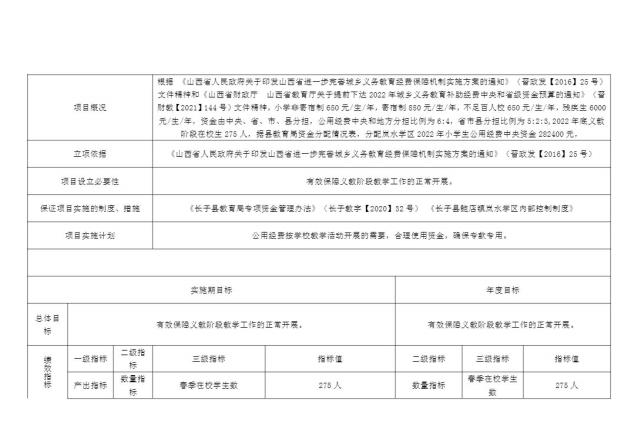 根据 《山西省人民政府关于印发山西省进一步完善城乡义务教育经费保障机制实施方案的通知》（晋政发【2016】25号）
文件精神和《山西省财政厅 山西省教育厅关于提前下达2022年城乡义务教育补助经费中央和省级资金预算的通知》（晋
项目概况
财教【2021】144号）文件精神，小学非寄宿制650元/生/年，寄宿制850元/生/年，不足百人校650元/生/年，残疾生6000
元/生/年，资金由中央、省、市、县分担，公用经费中央和地方分担比例为6:4，省市县分担比例为5:2:3,2022年底义教
阶段在校生275人，据县教育局资金分配情况表，分配岚水学区2022年小学生公用经费中央资金282400元，
立项依据
《山西省人民政府关于印发山西省进一步完善城乡义务教育经费保障机制实施方案的通知》（晋政发【2016】25号）
项目设立必要性
有效保障义教阶段教学工作的正常开展。
保证项目实施的制度、措施
《长子县教育局专项资金管理办法》（长子教字【2020】32号） 《长子县鲍店镇岚水学区内部控制制度》
项目实施计划
公用经费按学校教学活动开展的需要，合理使用资金，确保专款专用。
实施期目标
年度目标
总体目
标
有效保障义教阶段教学工作的正常开展。
有效保障义教阶段教学工作的正常开展。
绩
效
指
标
一级指标
二级指
标
三级指标
指标值
二级指标
三级指标
指标值
产出指标
数量指
标
春季在校学生数
275人
数量指标
春季在校学生
数
275人